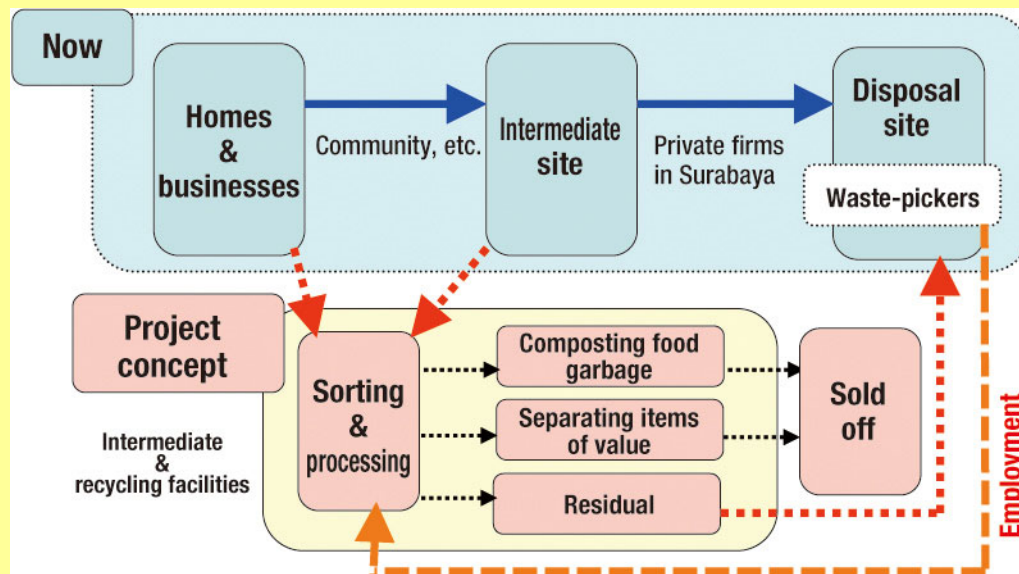 Now
Homes
&
businesses
Community, etc.
Intermediate
site
Private firms
in Surabaya
Disposal
site
Waste-pickers
Project
concept
Intermediate
&
recycling facilities
Sorting
&
processing
Composting food
garbage
Separating items
of value
Residual
Sold
off
Employment